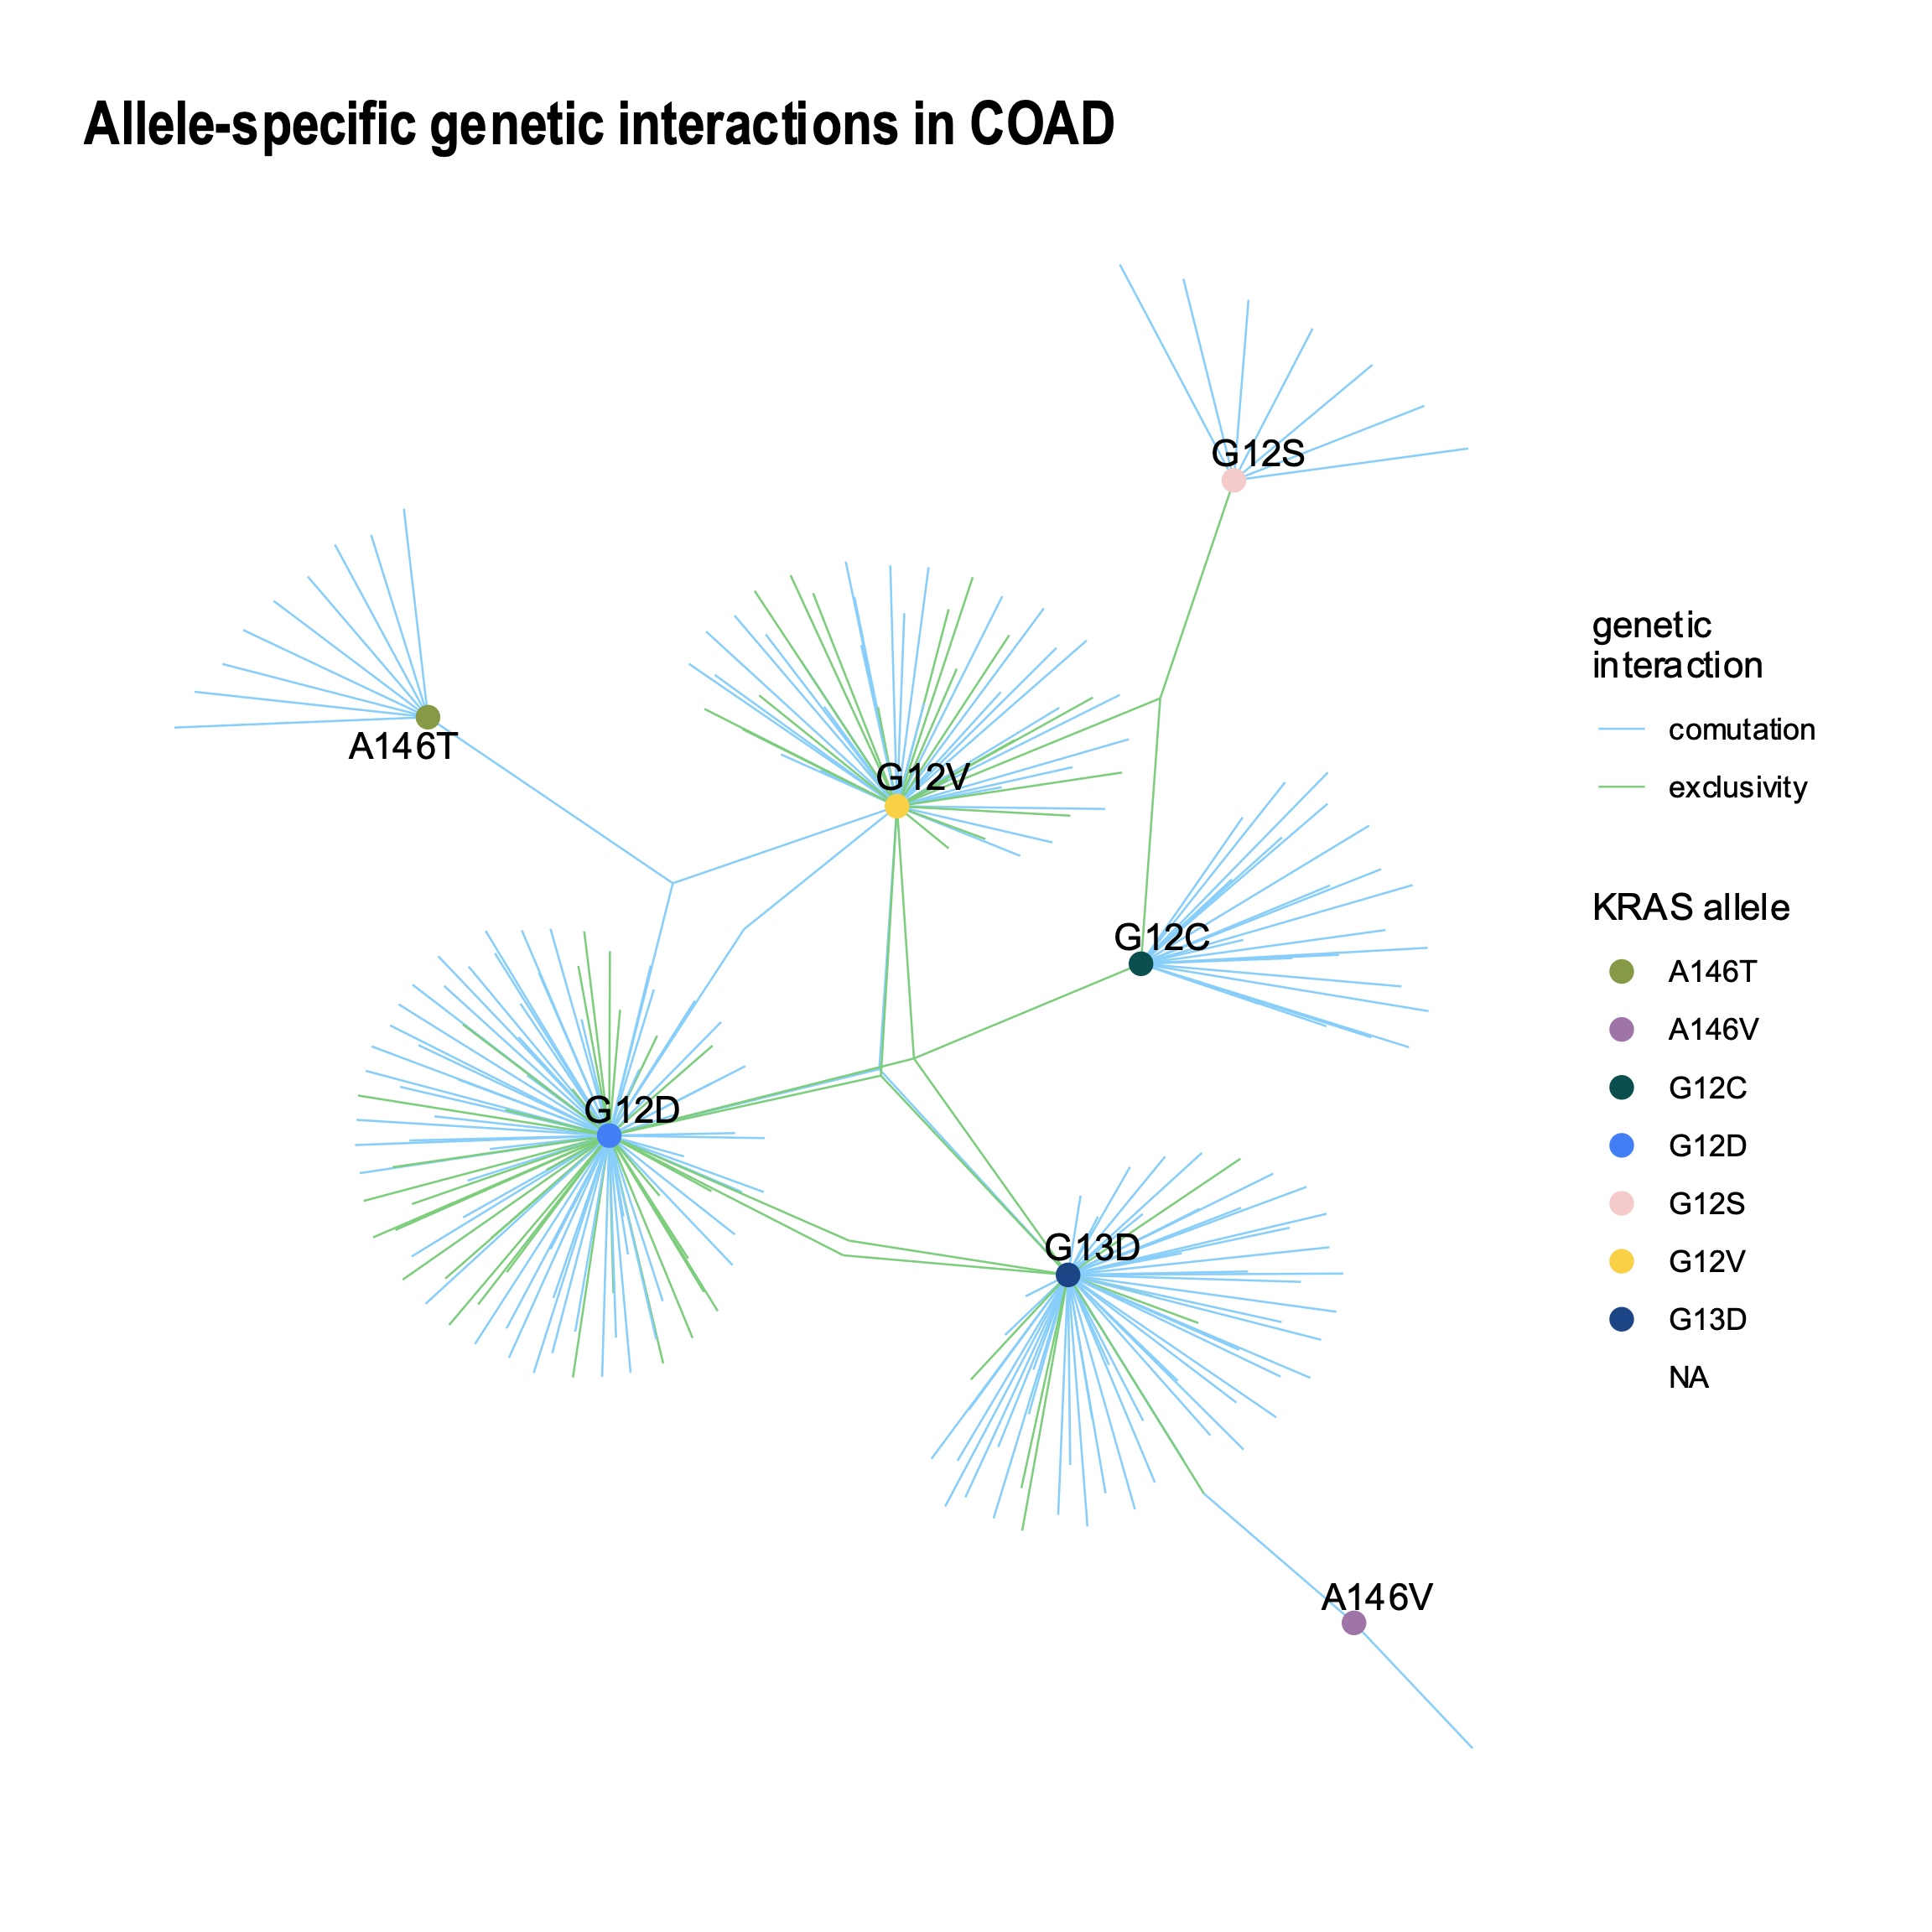 Allele-specific genetic interactions in COAD
G12S
A146T
G12V
G12C
G12D
G13D
A146V
genetic
interaction
comutation
exclusivity
KRAS allele
A146T
A146V
G12C
G12D
G12S
G12V
G13D
NA